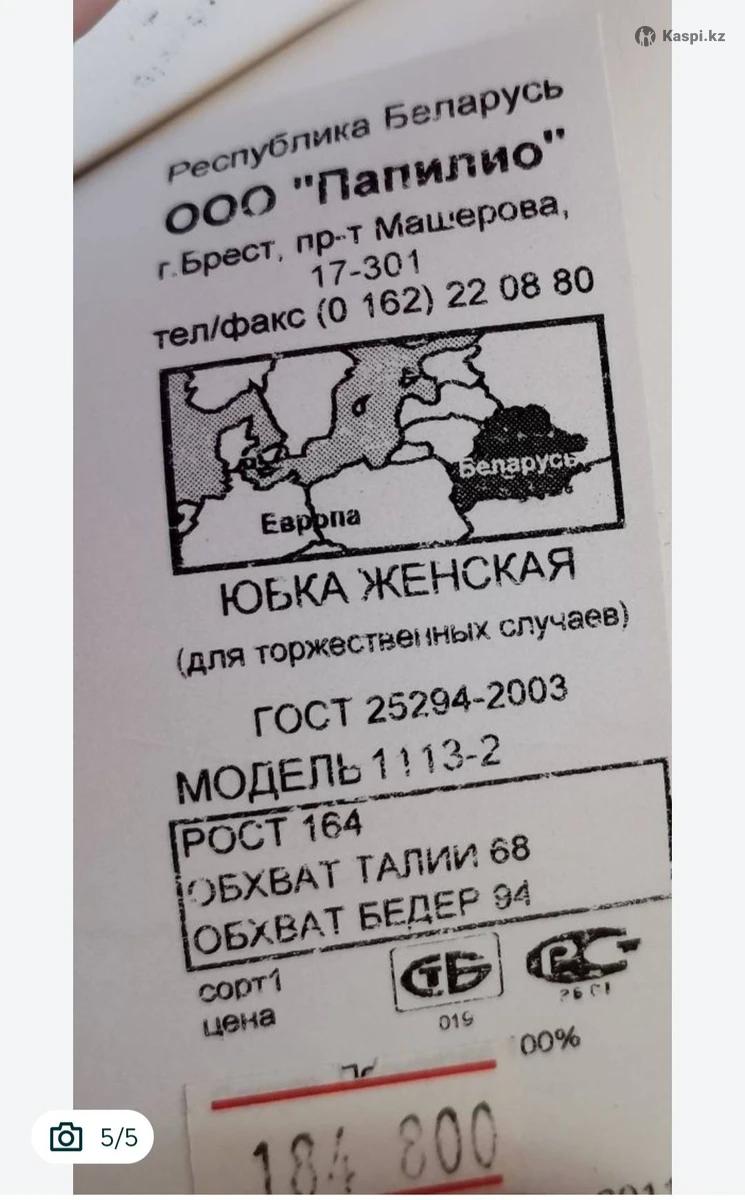 Kaspi.kz
Республика Беларусь
ООО "Папилио"
г.Брест, пр-т Машерова,
17-301
тел/факс (0 162) 22 08 80
Беларусь
Европа
ЮБКА ЖЕНСКАЯ
(для торжественных случаев)
ГОСТ 25294-2003
МОДЕЛЬ 1113-2
РОСТ 164
ОБХВАТ ТАЛИИ 68
ОБХВАТ БЕДЕР 94
сорт1
цена
СТБ
019
00%
184 800
5/5